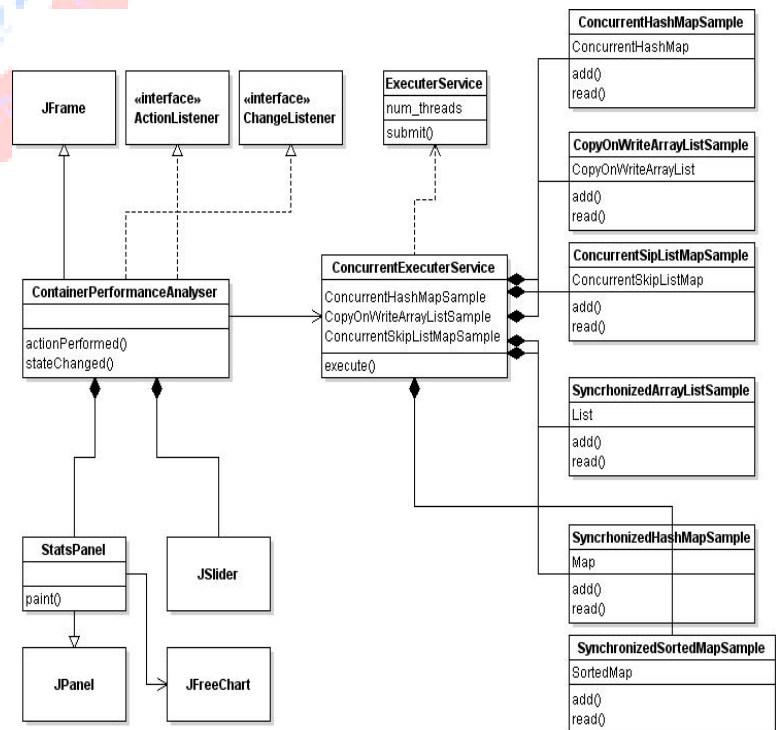 ConcurrentHashMapSample
ConcurrentHashMap
add()
read()
JFrame
«interface»
ActionListener
«interface»
ChangeListener
ExecuterService
num_threads
submit()
CopyOnWriteArrayListSample
CopyOnWriteArrayList
add()
read()
ConcurrentSipListMapSample
ConcurrentSkipListMap
add()
read()
ContainerPerformanceAnalyser
actionPerformed()
stateChanged()
ConcurrentExecuterService
ConcurrentHashMapSample
CopyOnWriteArrayListSample
ConcurrentSkipListMapSample
execute()
SyncrhonizedArrayListSample
List
add()
read()
StatsPanel
paint()
JSlider
SyncrhonizedHashMapSample
Map
add()
read()
JPanel
JFreeChart
SynchronizedSortedMapSample
SortedMap
add()
read()